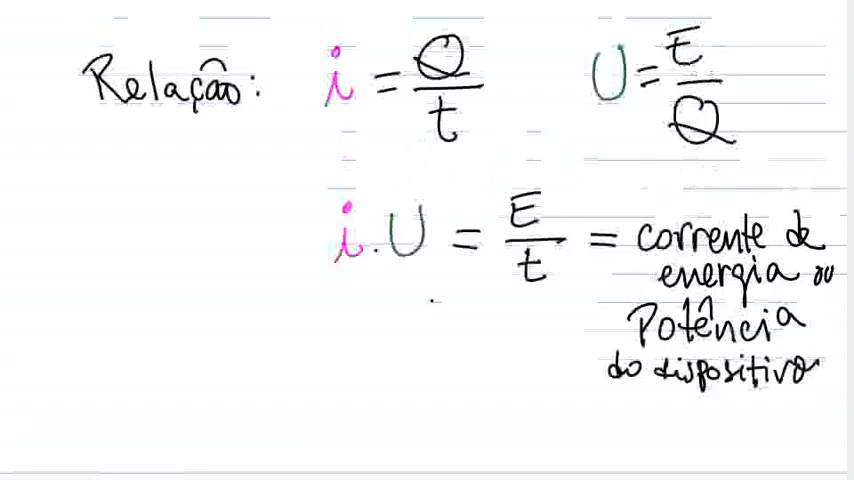 Relação: i = Q/t U = E/Q
i.U = E/t = corrente de
energia ou
Potência
do dispositivo